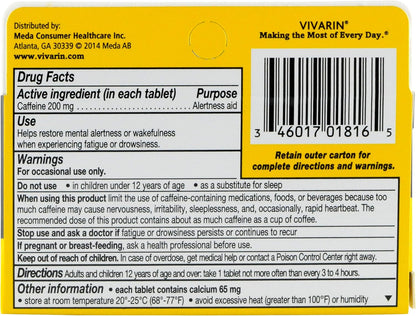 Distributed by:
Meda Consumer Healthcare Inc.
Atlanta, GA 30339 © 2014 Meda AB
www.vivarin.com
VIVARIN®
Making the Most of Every Day.®
3 46017 01816 5
Retain outer carton for
complete directions and warnings.
Drug Facts
Active ingredient (in each tablet) Purpose
Caffeine 200 mg ........................................ Alertness aid
Use
Helps restore mental alertness or wakefulness
when experiencing fatigue or drowsiness.
Warnings
For occasional use only.
Do not use • in children under 12 years of age • as a substitute for sleep
When using this product limit the use of caffeine-containing medications, foods, or beverages because too
much caffeine may cause nervousness, irritability, sleeplessness, and, occasionally, rapid heartbeat. The
recommended dose of this product contains about as much caffeine as a cup of coffee.
Stop use and ask a doctor if fatigue or drowsiness persists or continues to recur
If pregnant or breast-feeding, ask a health professional before use.
Keep out of reach of children. In case of overdose, get medical help or contact a Poison Control Center right away.
Directions Adults and children 12 years of age and over: take 1 tablet not more often than every 3 to 4 hours.
Other information • each tablet contains calcium 65 mg
• store at room temperature 20°-25°C (68°-77°F) • avoid excessive heat (greater than 100°F) or humidity